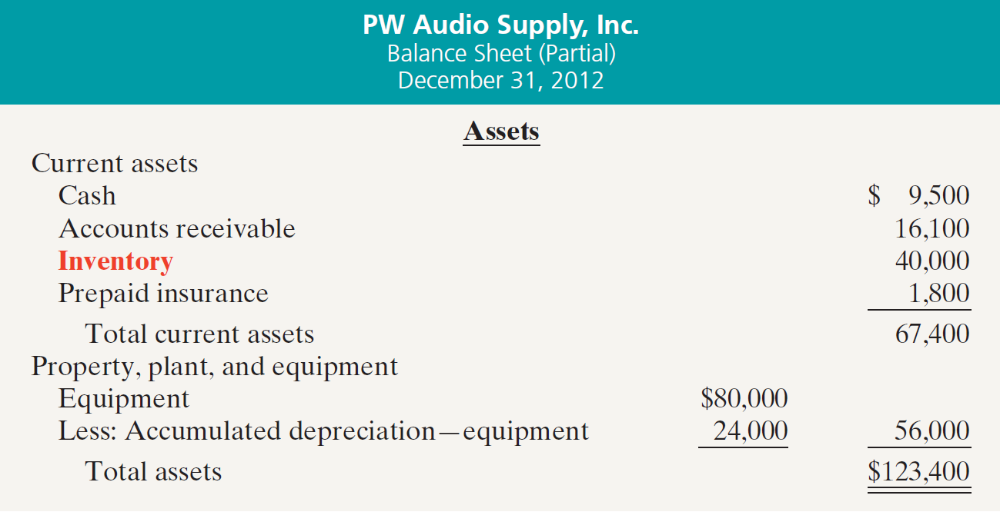 PW Audio Supply, Inc.
Balance Sheet (Partial)
December 31, 2012
Assets
Current assets
Cash $ 9,500
Accounts receivable 16,100
Inventory 40,000
Prepaid insurance 1,800
Total current assets 67,400
Property, plant, and equipment
Equipment $80,000
Less: Accumulated depreciation—equipment 24,000 56,000
Total assets $123,400